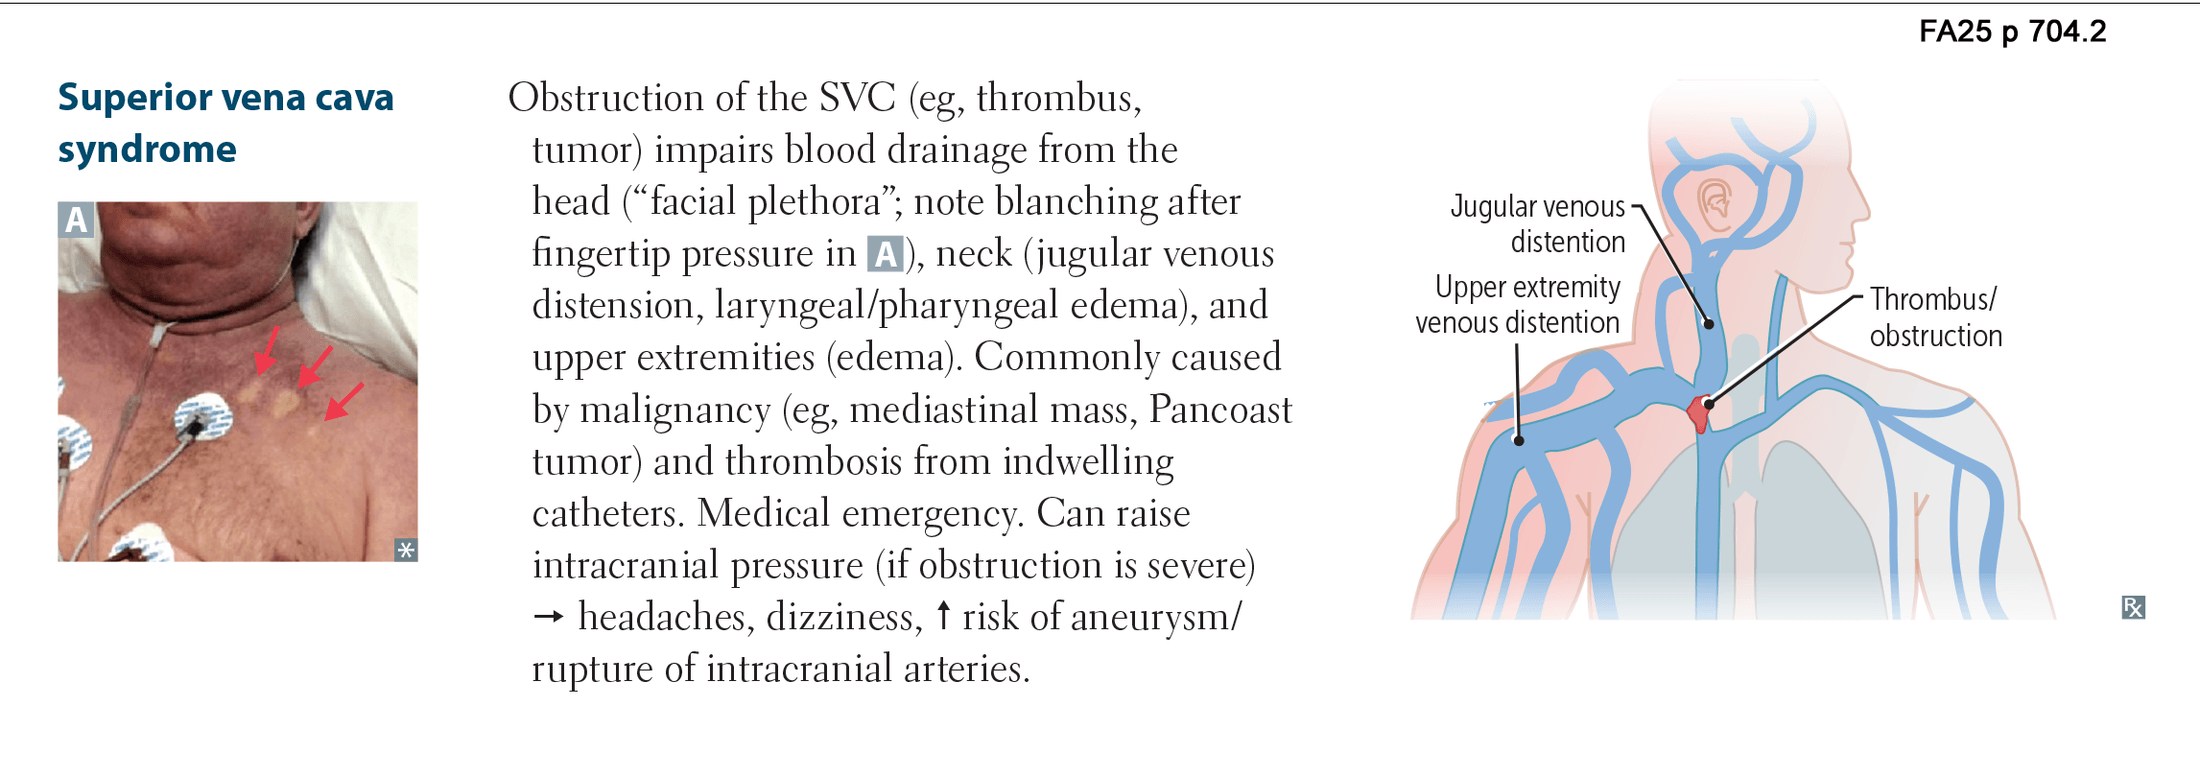 FA25 p 704.2
Superior vena cava
syndrome
A
Obstruction of the SVC (eg, thrombus,
tumor) impairs blood drainage from the
head (“facial plethora”; note blanching after
fingertip pressure in A), neck (jugular venous
distension, laryngeal/pharyngeal edema), and
upper extremities (edema). Commonly caused
by malignancy (eg, mediastinal mass, Pancoast
tumor) and thrombosis from indwelling
catheters. Medical emergency. Can raise
intracranial pressure (if obstruction is severe)
→ headaches, dizziness, ↑ risk of aneurysm/
rupture of intracranial arteries.
Jugular venous
distention
Upper extremity
venous distention
Thrombus/
obstruction
Rx